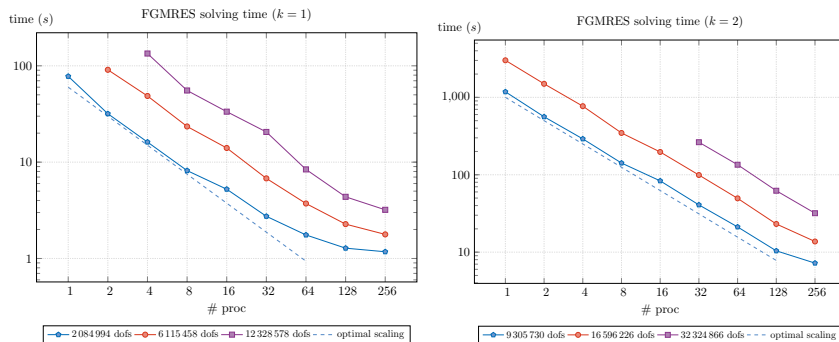 FGMRES solving time (k = 1)
time (s)
100
10
1
1 2 4 8 16 32 64 128 256
# proc
2 084 994 dofs 6 115 458 dofs 12 328 578 dofs optimal scaling
FGMRES solving time (k = 2)
time (s)
1,000
100
10
1 2 4 8 16 32 64 128 256
# proc
9 305 730 dofs 16 596 226 dofs 32 324 866 dofs optimal scaling